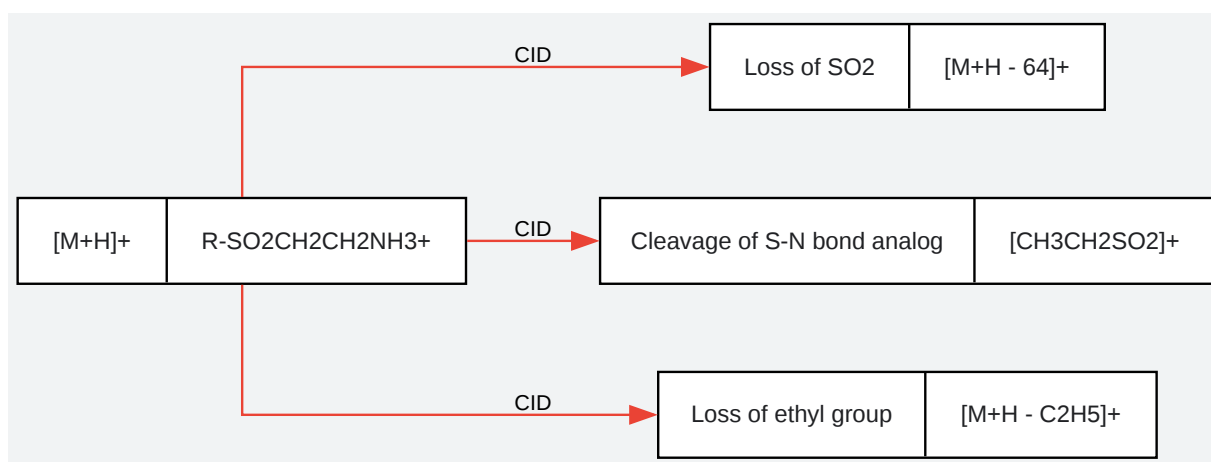 CID
Loss of SO2
[M+H - 64]+
[M+H]+
R-SO2CH2CH2NH3+
CID
Cleavage of S-N bond analog
[CH3CH2SO2]+
CID
Loss of ethyl group
[M+H - C2H5]+